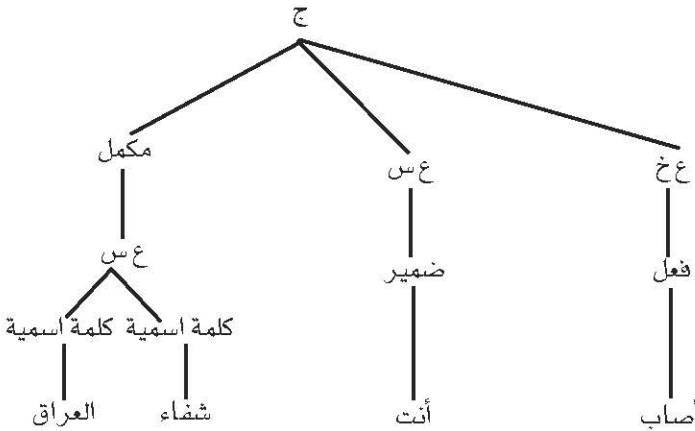 ج
ع خ ع س مكمل
فعل ضمير ع س
كلمة اسمية كلمة اسمية
أصاب أنت شفاء العراق